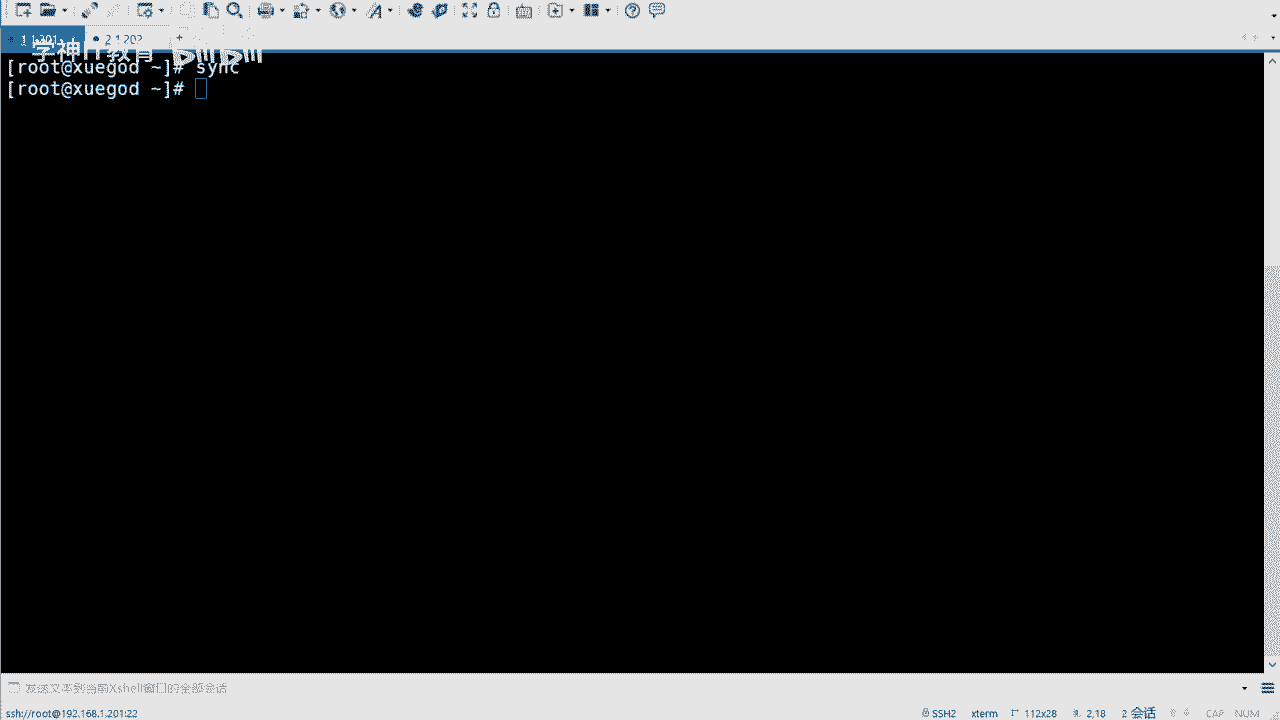 1 1.201
2 1.202
+
学神IT教育 bilibili
[root@xuegod ~]# sync
[root@xuegod ~]#
发送文本到当前Xshell窗口的全部会话
ssh://root@192.168.1.201:22 SSH2 xterm 112x28 2,18 2 会话 CAP NUM